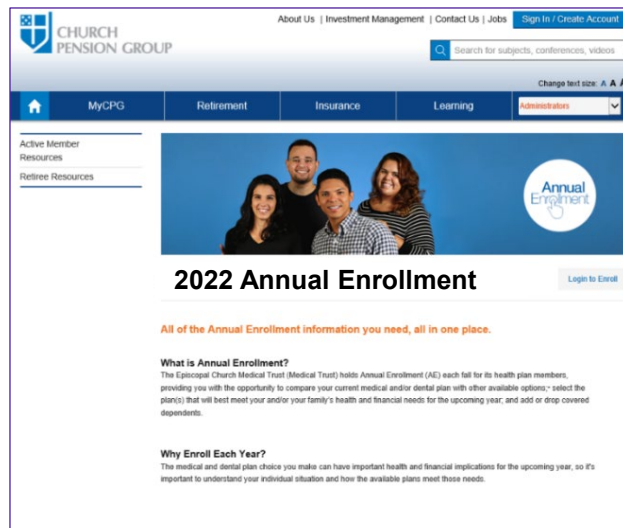 About Us | Investment Management | Contact Us | Jobs
Sign In / Create Account
CHURCH
PENSION GROUP
Search for subjects, conferences, videos
Change text size: A A A
MyCPG
Retirement
Insurance
Learning
Administrators
Active Member
Resources
Retiree Resources
Annual
Enrollment
2022 Annual Enrollment
Login to Enroll
All of the Annual Enrollment information you need, all in one place.
What is Annual Enrollment?
The Episcopal Church Medical Trust (Medical Trust) holds Annual Enrollment (AE) each fall for its health plan members,
providing you with the opportunity to compare your current medical and/or dental plan with other available options;* select the
plan(s) that will best meet your and/or your family's health and financial needs for the upcoming year; and add or drop covered
dependents.
Why Enroll Each Year?
The medical and dental plan choice you make can have important health and financial implications for the upcoming year, so it's
important to understand your individual situation and how the available plans meet those needs.